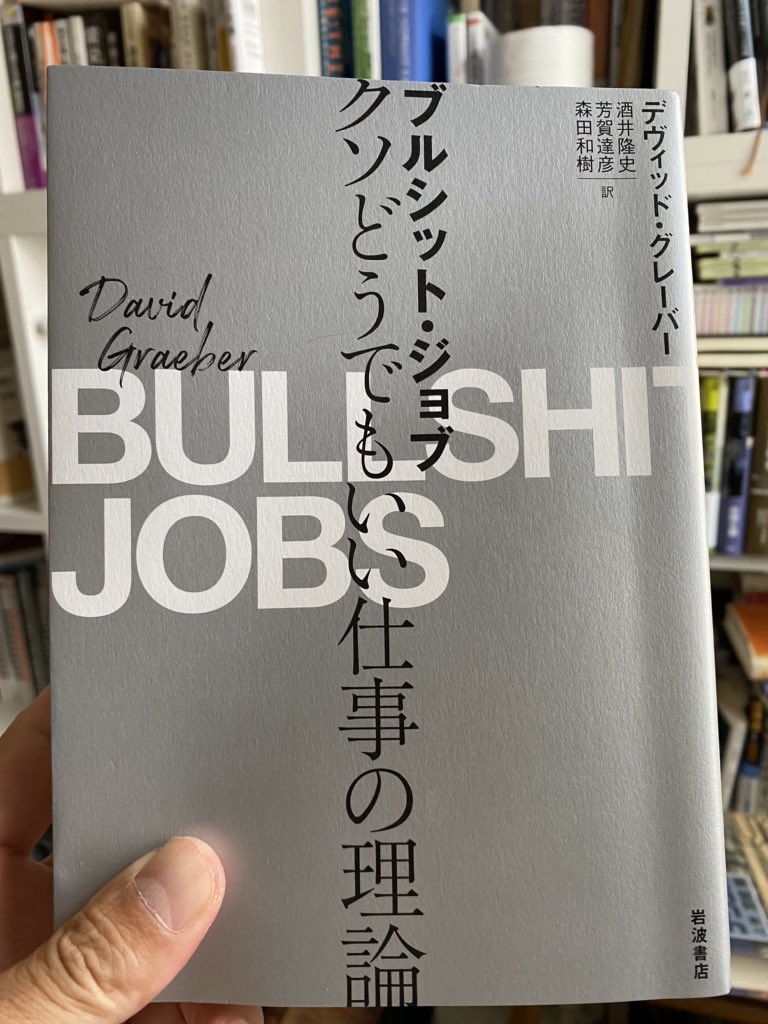 デヴィッド・グレーバー
酒井隆史
芳賀達彦
森田和樹
訳
ブルシット・ジョブ
クソどうでもいい仕事の理論
David
Graeber
BULLSHIT
JOBS
岩波書店